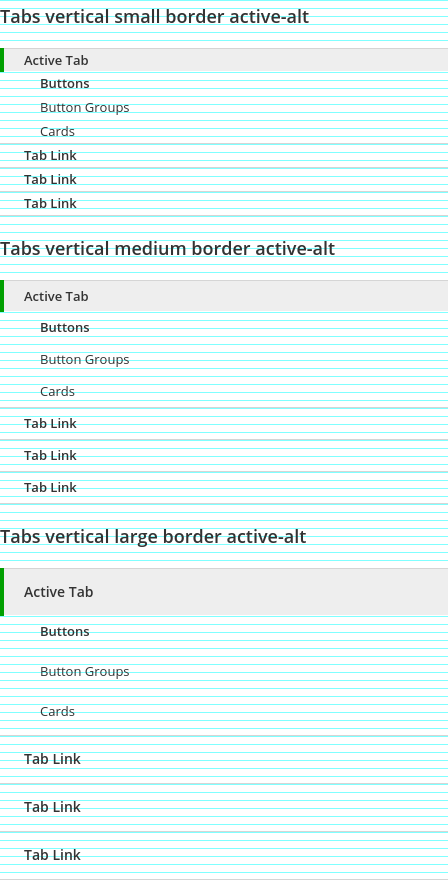 Tabs vertical small border active-alt
Active Tab
Buttons
Button Groups
Cards
Tab Link
Tab Link
Tab Link
Tabs vertical medium border active-alt
Active Tab
Buttons
Button Groups
Cards
Tab Link
Tab Link
Tab Link
Tabs vertical large border active-alt
Active Tab
Buttons
Button Groups
Cards
Tab Link
Tab Link
Tab Link